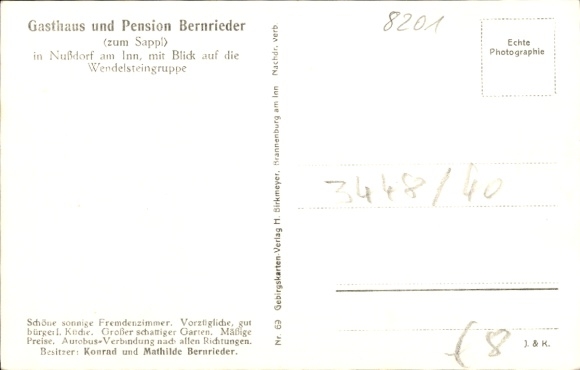 Gasthaus und Pension Bernrieder
(zum Sappl)
in Nußdorf am Inn, mit Blick auf die
Wendelsteingruppe
Schöne sonnige Fremdenzimmer. Vorzügliche, gut
bürgerl. Küche. Großer schattiger Garten. Mäßige
Preise. Autobus-Verbindung nach allen Richtungen.
Besitzer: Konrad und Mathilde Bernrieder.
Nr. 63 Gebirgskarten-Verlag H. Birkmeyer, Brannenburg am Inn Nachdr. verb.
8201
Echte
Photographie
3448/40
(8
J. & K.